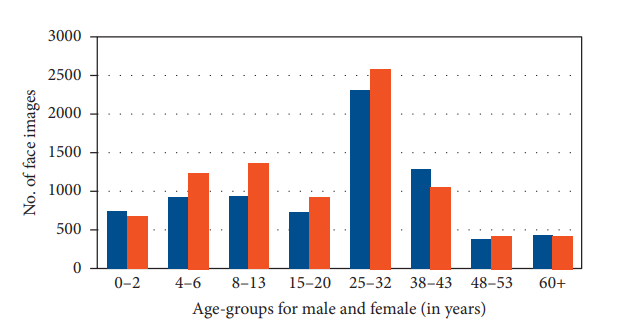 3000
2500
2000
1500
1000
500
0
No. of face images
0–2 4–6 8–13 15–20 25–32 38–43 48–53 60+
Age-groups for male and female (in years)